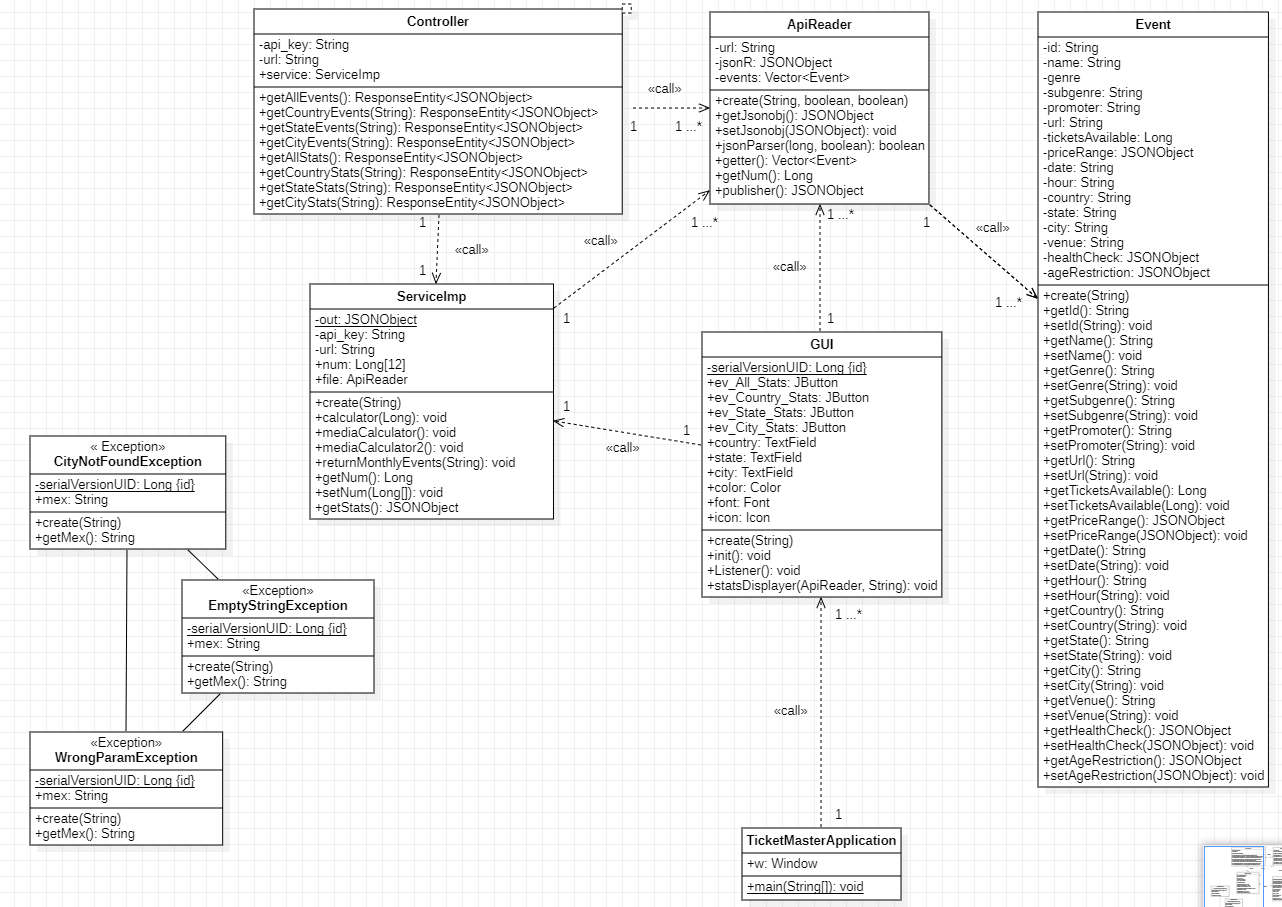 Controller
-api_key: String
-url: String
+service: ServiceImp
+getAllEvents(): ResponseEntity<JSONObject>
+getCountryEvents(String): ResponseEntity<JSONObject>
+getStateEvents(String): ResponseEntity<JSONObject>
+getCityEvents(String): ResponseEntity<JSONObject>
+getAllStats(): ResponseEntity<JSONObject>
+getCountryStats(String): ResponseEntity<JSONObject>
+getStateStats(String): ResponseEntity<JSONObject>
+getCityStats(String): ResponseEntity<JSONObject>
«call»
1
1 ...*
ApiReader
-url: String
-jsonR: JSONObject
-events: Vector<Event>
+create(String, boolean, boolean)
+getJsonobj(): JSONObject
+setJsonobj(JSONObject): void
+jsonParser(long, boolean): boolean
+getter(): Vector<Event>
+getNum(): Long
+publisher(): JSONObject
1
«call»
1
«call»
1 ...*
1
«call»
1 ...*
1
1
«call»
1 ...*
Event
-id: String
-name: String
-genre
-subgenre: String
-promoter: String
-url: String
-ticketsAvailable: Long
-priceRange: JSONObject
-date: String
-hour: String
-country: String
-state: String
-city: String
-venue: String
-healthCheck: JSONObject
-ageRestriction: JSONObject
+create(String)
+getId(): String
+setId(String): void
+getName(): String
+setName(): void
+getGenre(): String
+setGenre(String): void
+getSubgenre(): String
+setSubgenre(String): void
+getPromoter(): String
+setPromoter(String): void
+getUrl(): String
+setUrl(String): void
+getTicketsAvailable(): Long
+setTicketsAvailable(Long): void
+getPriceRange(): JSONObject
+setPriceRange(JSONObject): void
+getDate(): String
+setDate(String): void
+getHour(): String
+setHour(String): void
+getCountry(): String
+setCountry(String): void
+getState(): String
+setState(String): void
+getCity(): String
+setCity(String): void
+getVenue(): String
+setVenue(String): void
+getHealthCheck(): JSONObject
+setHealthCheck(JSONObject): void
+getAgeRestriction(): JSONObject
+setAgeRestriction(JSONObject): void
ServiceImp
-out: JSONObject
-api_key: String
-url: String
+num: Long[12]
+file: ApiReader
+create(String)
+calculator(Long): void
+mediaCalculator(): void
+mediaCalculator2(): void
+returnMonthlyEvents(String): void
+getNum(): Long
+setNum(Long[]): void
+getStats(): JSONObject
1
«call»
1
GUI
-serialVersionUID: Long {id}
+ev_All_Stats: JButton
+ev_Country_Stats: JButton
+ev_State_Stats: JButton
+ev_City_Stats: JButton
+country: TextField
+state: TextField
+city: TextField
+color: Color
+font: Font
+icon: Icon
+create(String)
+init(): void
+Listener(): void
+statsDisplayer(ApiReader, String): void
1 ...*
«call»
1
TicketMasterApplication
+w: Window
+main(String[]): void
« Exception»
CityNotFoundException
-serialVersionUID: Long {id}
+mex: String
+create(String)
+getMex(): String
«Exception»
EmptyStringException
-serialVersionUID: Long {id}
+mex: String
+create(String)
+getMex(): String
«Exception»
WrongParamException
-serialVersionUID: Long {id}
+mex: String
+create(String)
+getMex(): String